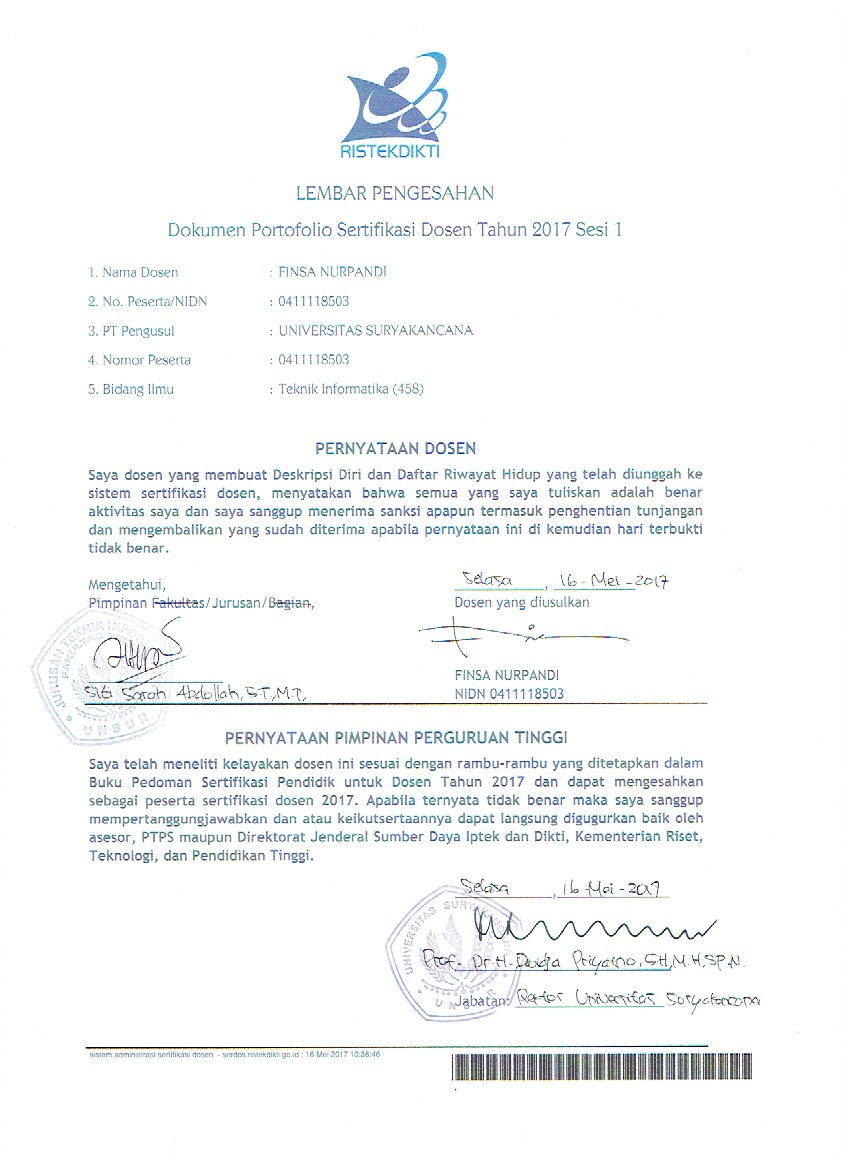 RISTEKDIKTI
LEMBAR PENGESAHAN
Dokumen Portofolio Sertifikasi Dosen Tahun 2017 Sesi 1
1. Nama Dosen : FINSA NURPANDI
2. No. Peserta/NIDN : 0411118503
3. PT Pengusul : UNIVERSITAS SURYAKANCANA
4. Nomor Peserta : 0411118503
5. Bidang Ilmu : Teknik Informatika (458)
PERNYATAAN DOSEN
Saya dosen yang membuat Deskripsi Diri dan Daftar Riwayat Hidup yang telah diunggah ke
sistem sertifikasi dosen, menyatakan bahwa semua yang saya tuliskan adalah benar
aktivitas saya dan saya sanggup menerima sanksi apapun termasuk penghentian tunjangan
dan mengembalikan yang sudah diterima apabila pernyataan ini di kemudian hari terbukti
tidak benar.
Selasa, 16-Mei-2017
Mengetahui,
Pimpinan Fakultas/Jurusan/Bagian,
Dosen yang diusulkan
JURUSAN TEKNIK
FAKULTAS
UNSUR
Siti Sarah Abdullah, S.T., M.T.
FINSA NURPANDI
NIDN 0411118503
PERNYATAAN PIMPINAN PERGURUAN TINGGI
Saya telah meneliti kelayakan dosen ini sesuai dengan rambu-rambu yang ditetapkan dalam
Buku Pedoman Sertifikasi Pendidik untuk Dosen Tahun 2017 dan dapat mengesahkan
sebagai peserta sertifikasi dosen 2017. Apabila ternyata tidak benar maka saya sanggup
mempertanggungjawabkan dan atau keikutsertaannya dapat langsung digugurkan baik oleh
asesor, PTPS maupun Direktorat Jenderal Sumber Daya Iptek dan Dikti, Kementerian Riset,
Teknologi, dan Pendidikan Tinggi.
Selasa, 16-Mei-2017
UNIVERSITAS
UNSUR
Prof. Dr. H. Dwidja Priyatno, SH, M.H, SP.N.
Jabatan: Rektor Universitas Suryakancana
sistem administrasi sertifikasi dosen - serdos.ristekdikti.go.id : 16 Mei 2017 10:38:46